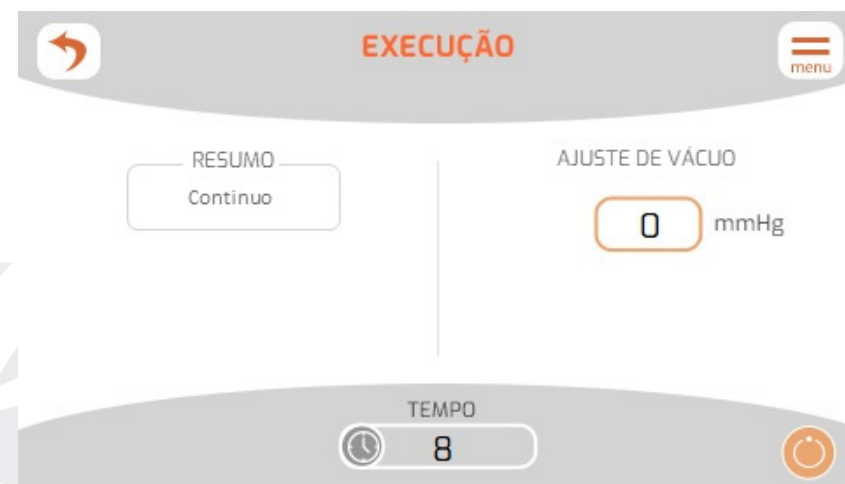 EXECUÇÃO
menu
RESUMO
Continuo
AJUSTE DE VÁCUO
0 mmHg
TEMPO
8